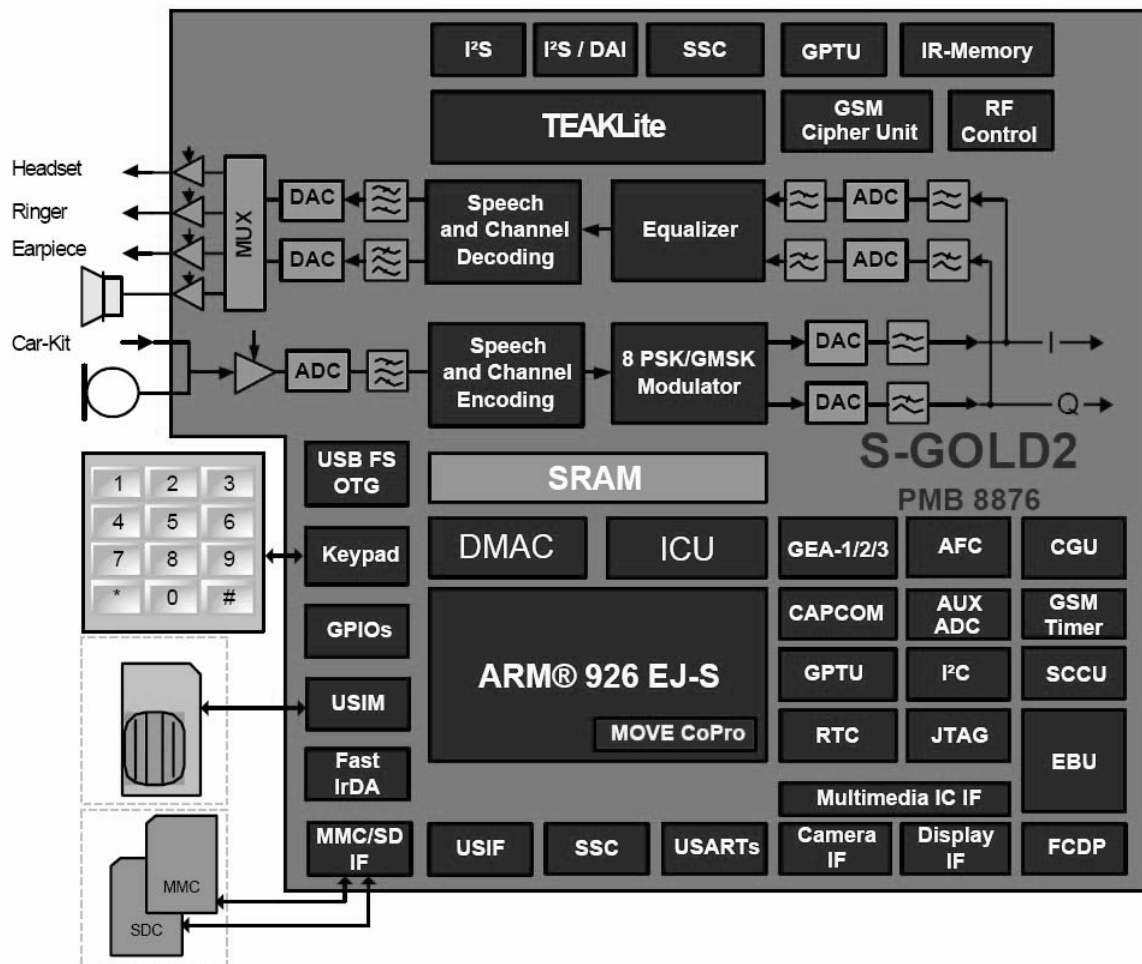 I²S
I²S / DAI
SSC
GPTU
IR-Memory
TEAKLite
GSM
Cipher Unit
RF
Control
Headset
Ringer
Earpiece
Car-Kit
MUX
DAC
DAC
Speech
and Channel
Decoding
Equalizer
ADC
ADC
ADC
Speech
and Channel
Encoding
8 PSK/GMSK
Modulator
DAC
DAC
I
Q
S-GOLD2
PMB 8876
1 2 3
4 5 6
7 8 9
* 0 #
USB FS
OTG
Keypad
GPIOs
USIM
Fast
IrDA
MMC/SD
IF
MMC
SDC
SRAM
DMAC
ICU
ARM® 926 EJ-S
MOVE CoPro
USIF
SSC
USARTs
GEA-1/2/3
AFC
CGU
CAPCOM
AUX
ADC
GSM
Timer
GPTU
I²C
SCCU
RTC
JTAG
EBU
Multimedia IC IF
Camera
IF
Display
IF
FCDP